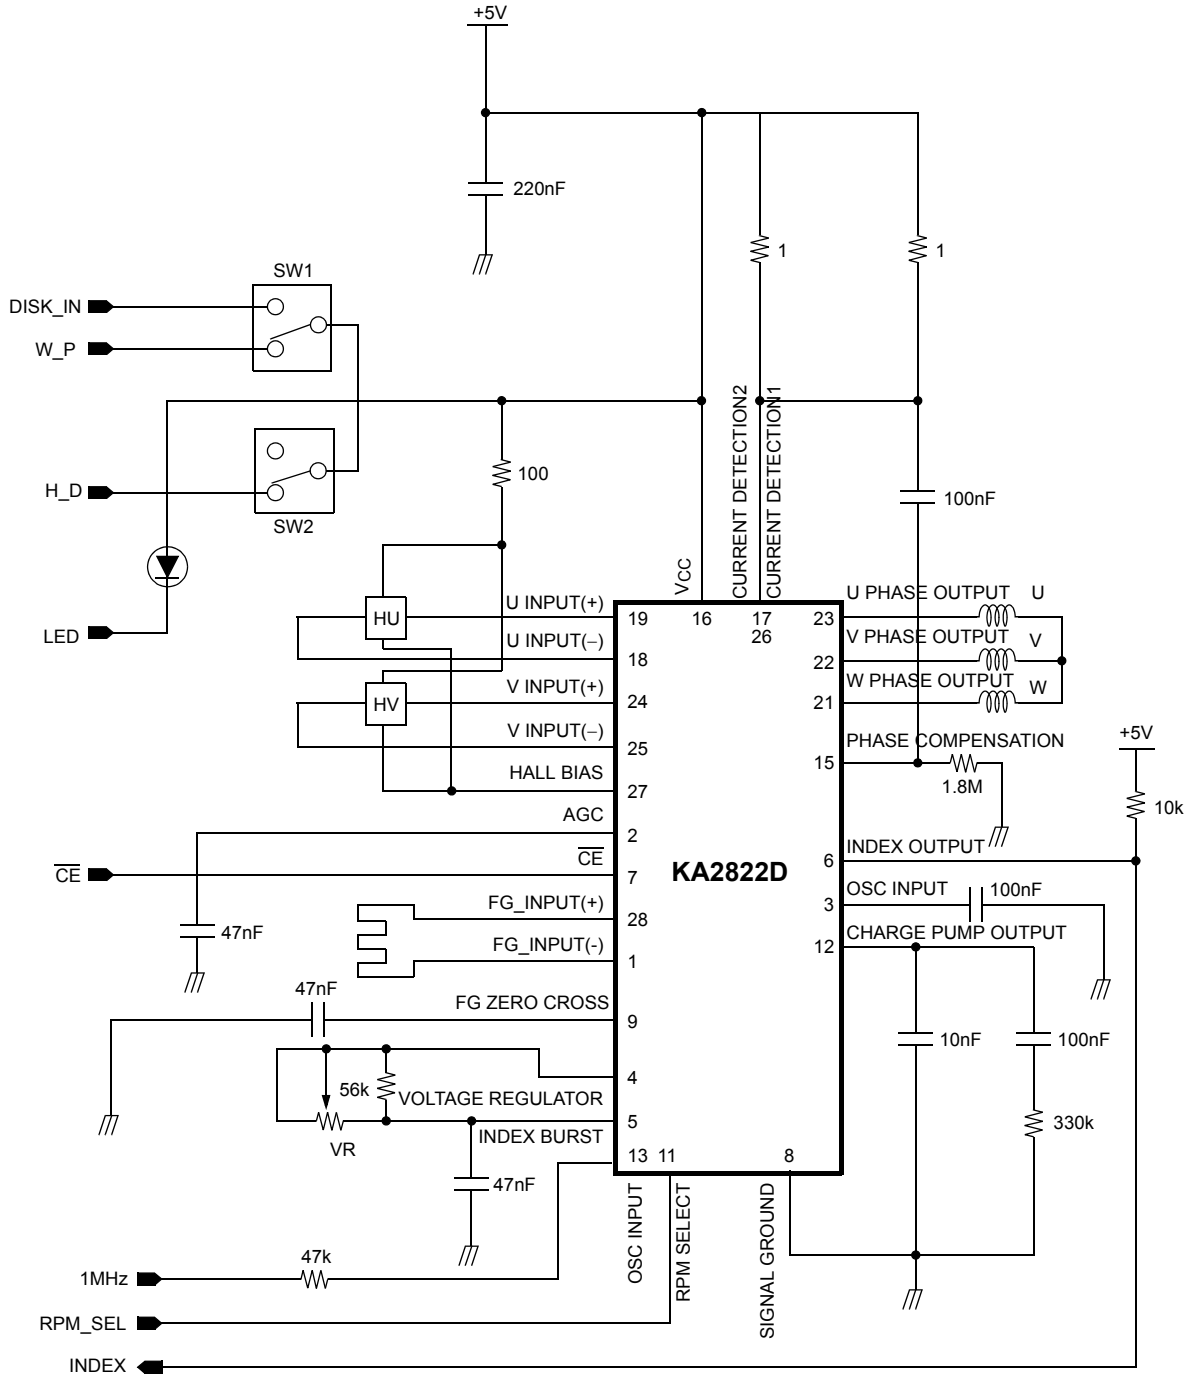 +5V
220nF
1
1
SW1
DISK_IN
W_P
CURRENT DETECTION2
CURRENT DETECTION1
100
H_D
SW2
100nF
VCC
LED
HU
U INPUT(+)
19
16
17
26
23
U PHASE OUTPUT
U
U INPUT(−)
18
22
V PHASE OUTPUT
V
HV
V INPUT(+)
24
21
W PHASE OUTPUT
W
V INPUT(−)
25
15
PHASE COMPENSATION
1.8M
+5V
10k
HALL BIAS
27
AGC
2
CE
CE
7
KA2822D
6
INDEX OUTPUT
FG_INPUT(+)
28
3
OSC INPUT
100nF
47nF
FG_INPUT(-)
1
12
CHARGE PUMP OUTPUT
47nF
FG ZERO CROSS
9
10nF
100nF
4
56k
VOLTAGE REGULATOR
5
330k
VR
INDEX BURST
13
11
8
47nF
OSC INPUT
RPM SELECT
SIGNAL GROUND
47k
1MHz
RPM_SEL
INDEX